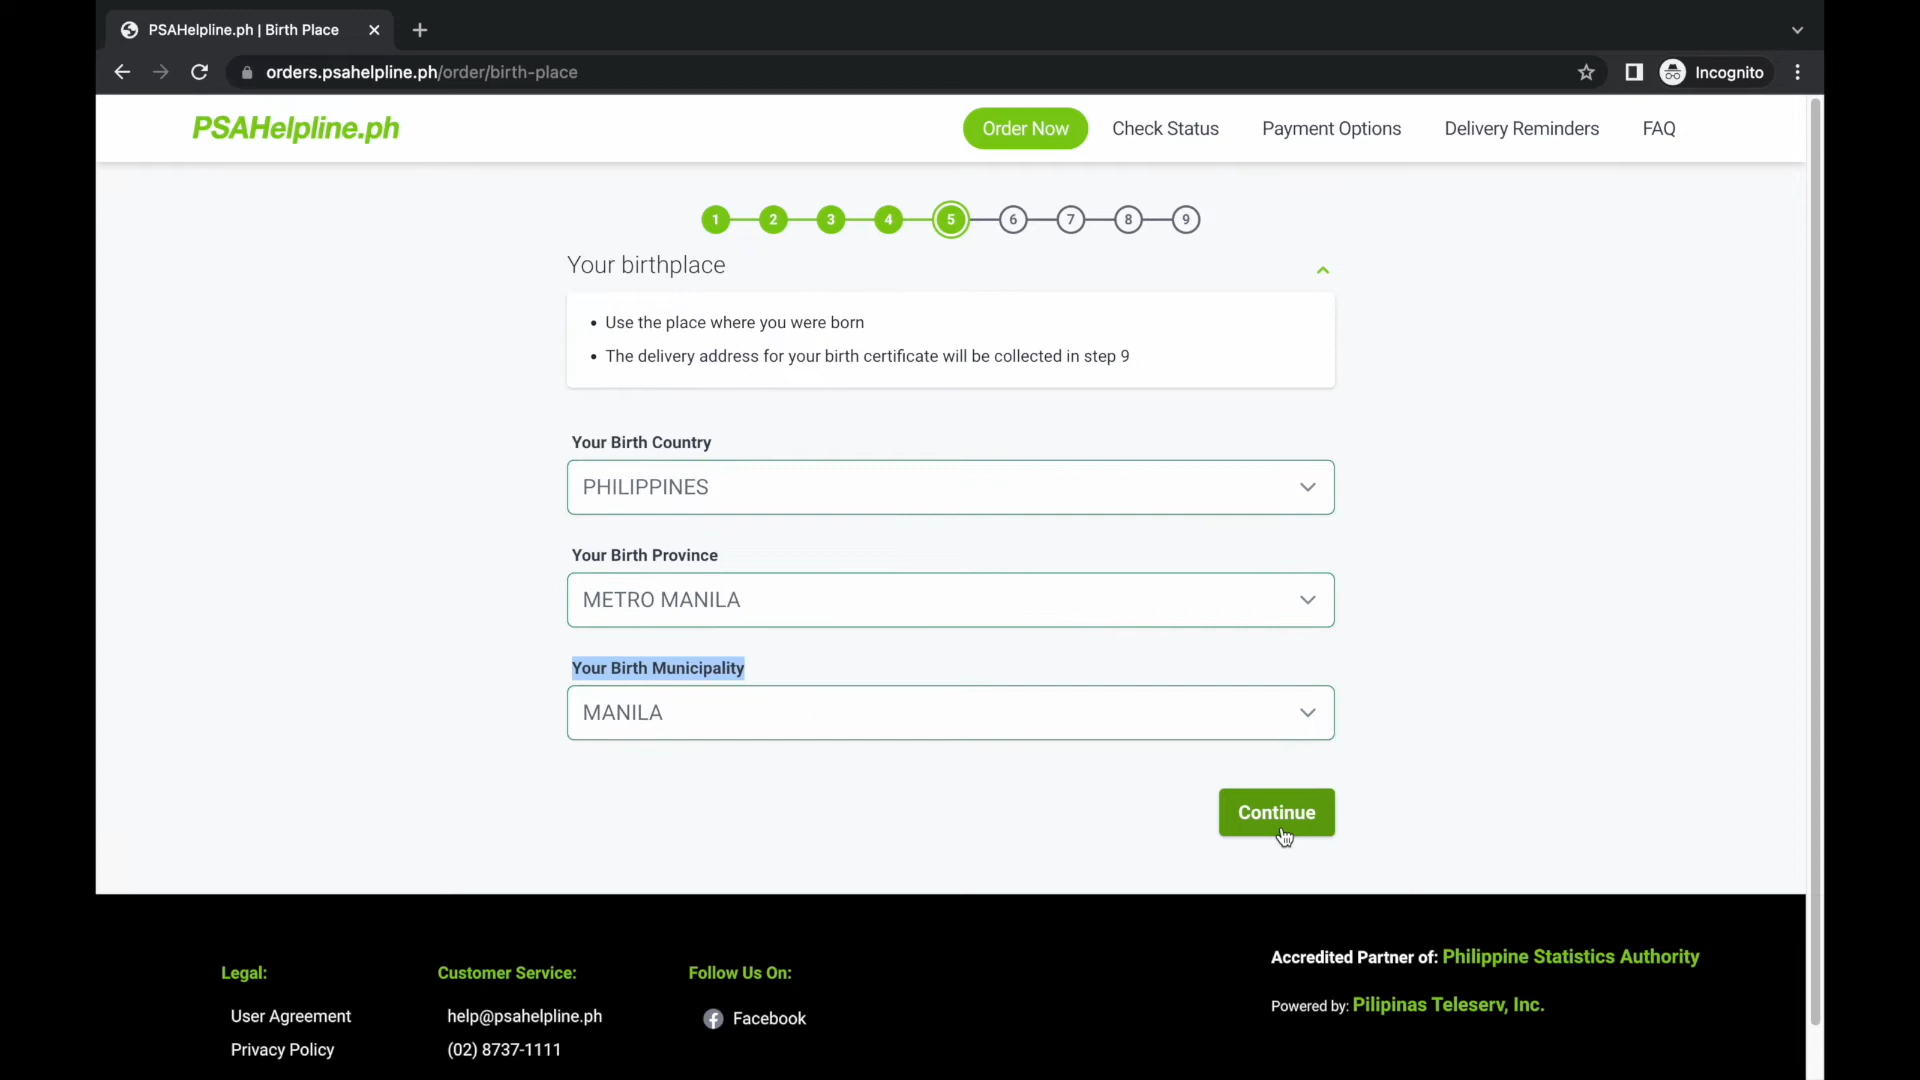 PSAHelpline.ph | Birth Place
orders.psahelpline.ph/order/birth-place
Incognito
PSAHelpline.ph
Order Now
Check Status
Payment Options
Delivery Reminders
FAQ
1 2 3 4 5 6 7 8 9
Your birthplace
• Use the place where you were born
• The delivery address for your birth certificate will be collected in step 9
Your Birth Country
PHILIPPINES
Your Birth Province
METRO MANILA
Your Birth Municipality
MANILA
Continue
Legal:
User Agreement
Privacy Policy
Customer Service:
help@psahelpline.ph
(02) 8737-1111
Follow Us On:
Facebook
Accredited Partner of: Philippine Statistics Authority
Powered by: Pilipinas Teleserv, Inc.